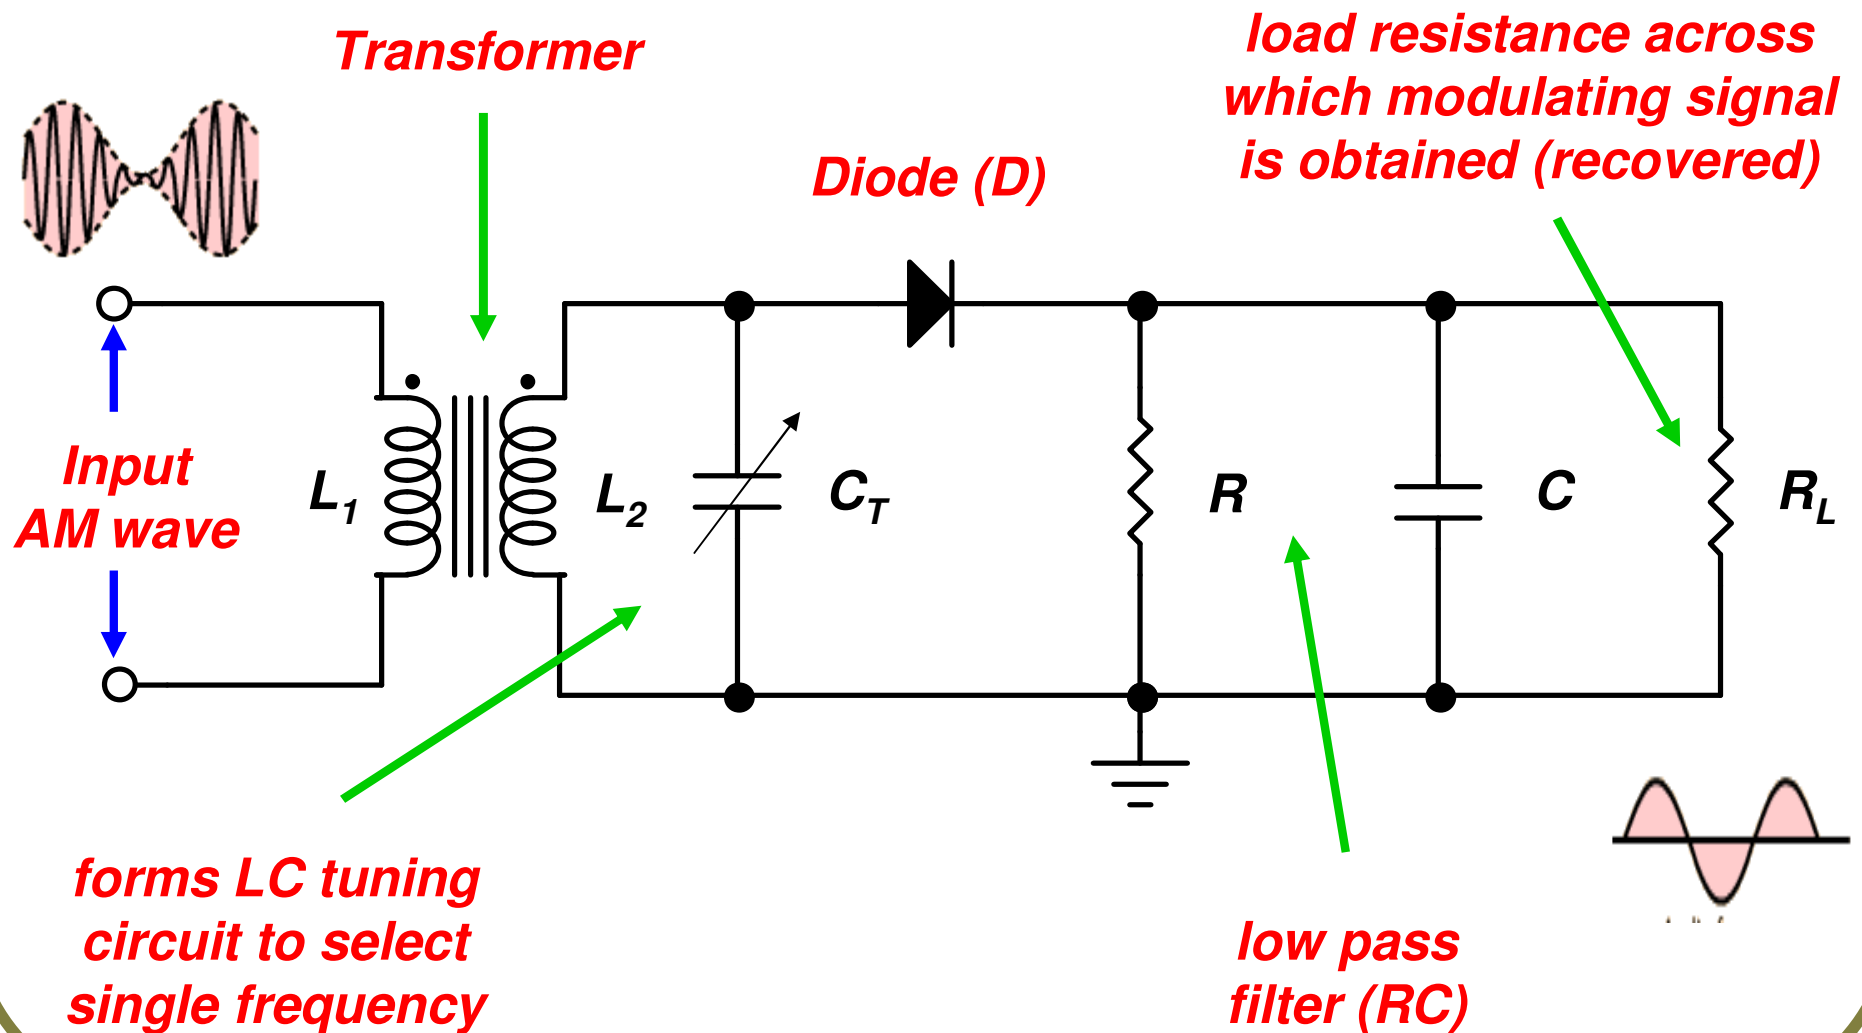 Transformer
load resistance across
which modulating signal
is obtained (recovered)
Diode (D)
Input
AM wave
L1
L2
CT
R
C
RL
forms LC tuning
circuit to select
single frequency
low pass
filter (RC)